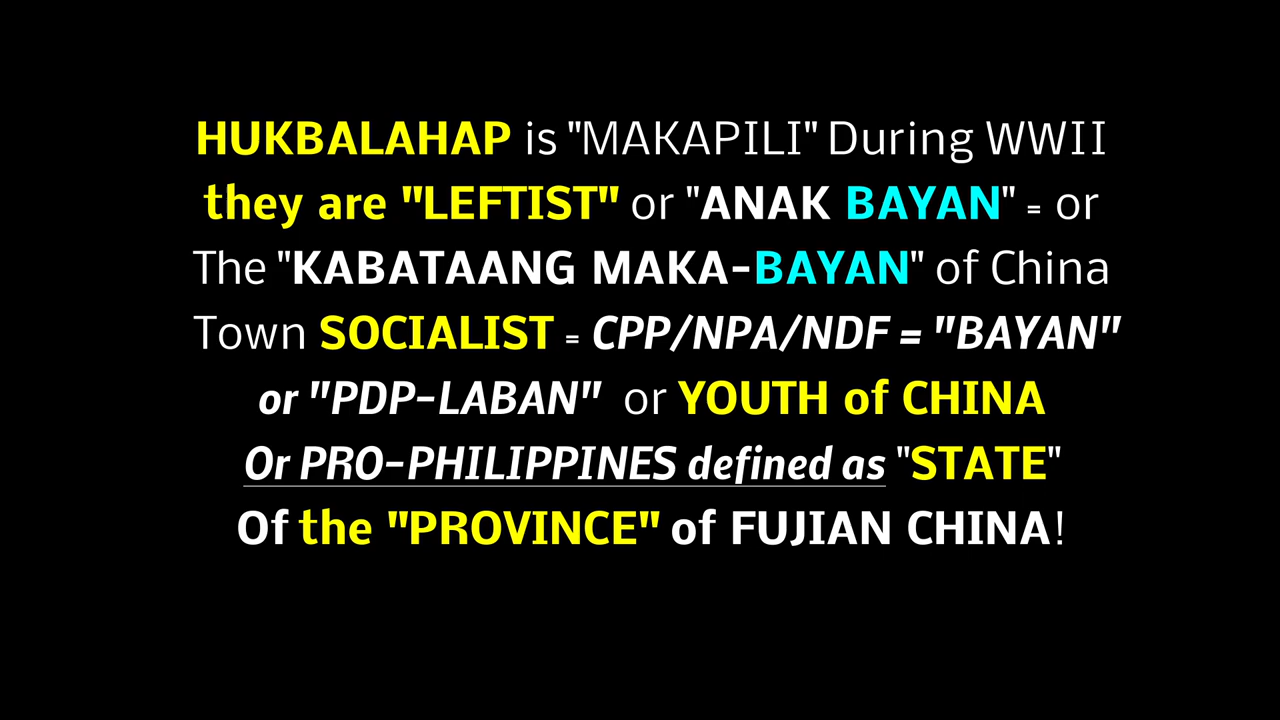 HUKBALAHAP is "MAKAPILI" During WWII
they are "LEFTIST" or "ANAK BAYAN" = or
The "KABATAANG MAKA-BAYAN" of China
Town SOCIALIST = CPP/NPA/NDF = "BAYAN"
or "PDP-LABAN" or YOUTH of CHINA
Or PRO-PHILIPPINES defined as "STATE"
Of the "PROVINCE" of FUJIAN CHINA!